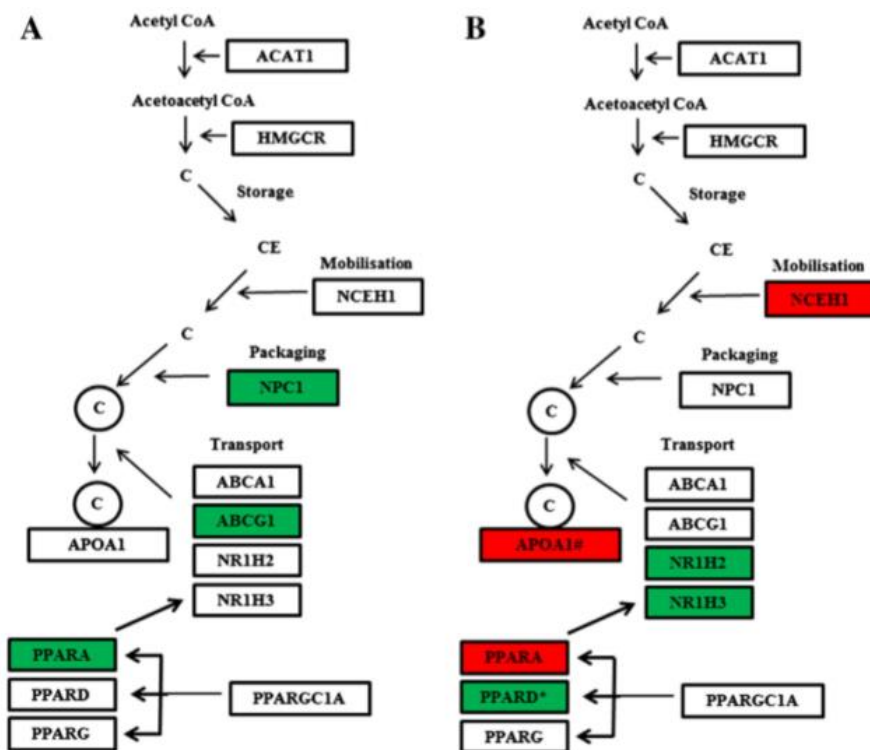 A
Acetyl CoA
ACAT1
Acetoacetyl CoA
HMGCR
C
Storage
CE
Mobilisation
NCEH1
C
Packaging
NPC1
C
Transport
ABCA1
C
ABCG1
APOA1
NR1H2
NR1H3
PPARA
PPARD
PPARGC1A
PPARG
B
Acetyl CoA
ACAT1
Acetoacetyl CoA
HMGCR
C
Storage
CE
Mobilisation
NCEH1
C
Packaging
NPC1
C
Transport
ABCA1
C
ABCG1
APOA1#
NR1H2
NR1H3
PPARA
PPARD*
PPARGC1A
PPARG